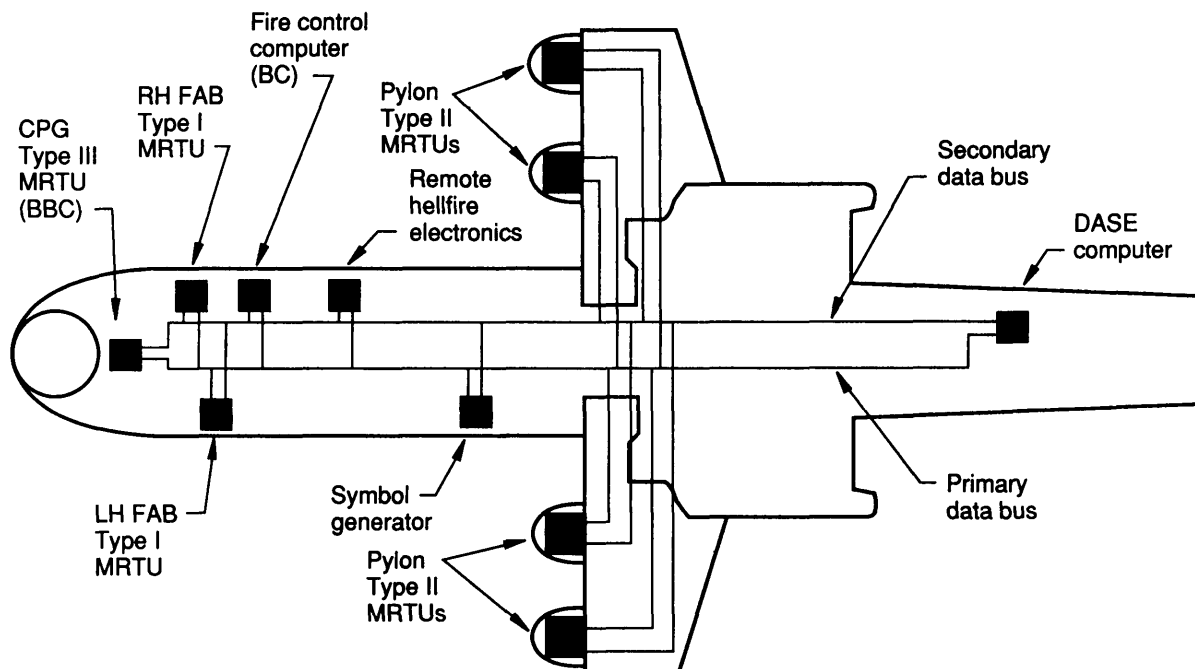 Fire control
computer
(BC)
RH FAB
Type I
MRTU
CPG
Type III
MRTU
(BBC)
Pylon
Type II
MRTUs
Remote
hellfire
electronics
Secondary
data bus
DASE
computer
LH FAB
Type I
MRTU
Symbol
generator
Pylon
Type II
MRTUs
Primary
data bus